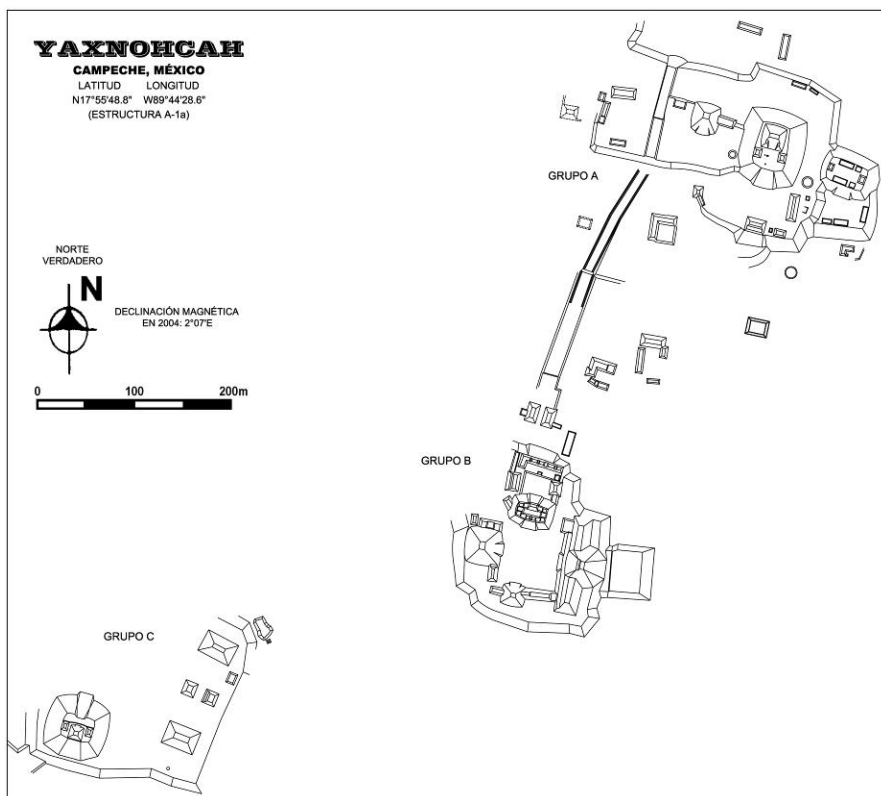 YAXNOHCAH
CAMPECHE, MÉXICO
LATITUD LONGITUD
N17°55'48.8" W89°44'28.6"
(ESTRUCTURA A-1a)
GRUPO A
NORTE
VERDADERO
N
DECLINACIÓN MAGNÉTICA
EN 2004: 2°07'E
0 100 200m
GRUPO B
GRUPO C